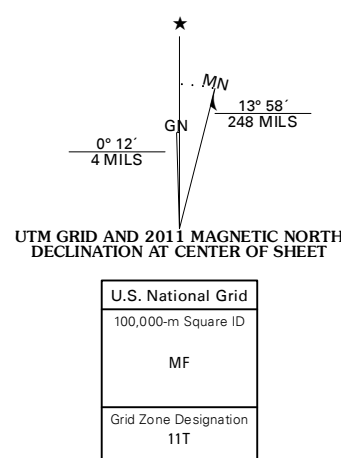 ★
MN
13° 58´
248 MILS
GN
0° 12´
4 MILS
UTM GRID AND 2011 MAGNETIC NORTH
DECLINATION AT CENTER OF SHEET
U.S. National Grid
100,000-m Square ID
MF
Grid Zone Designation
11T